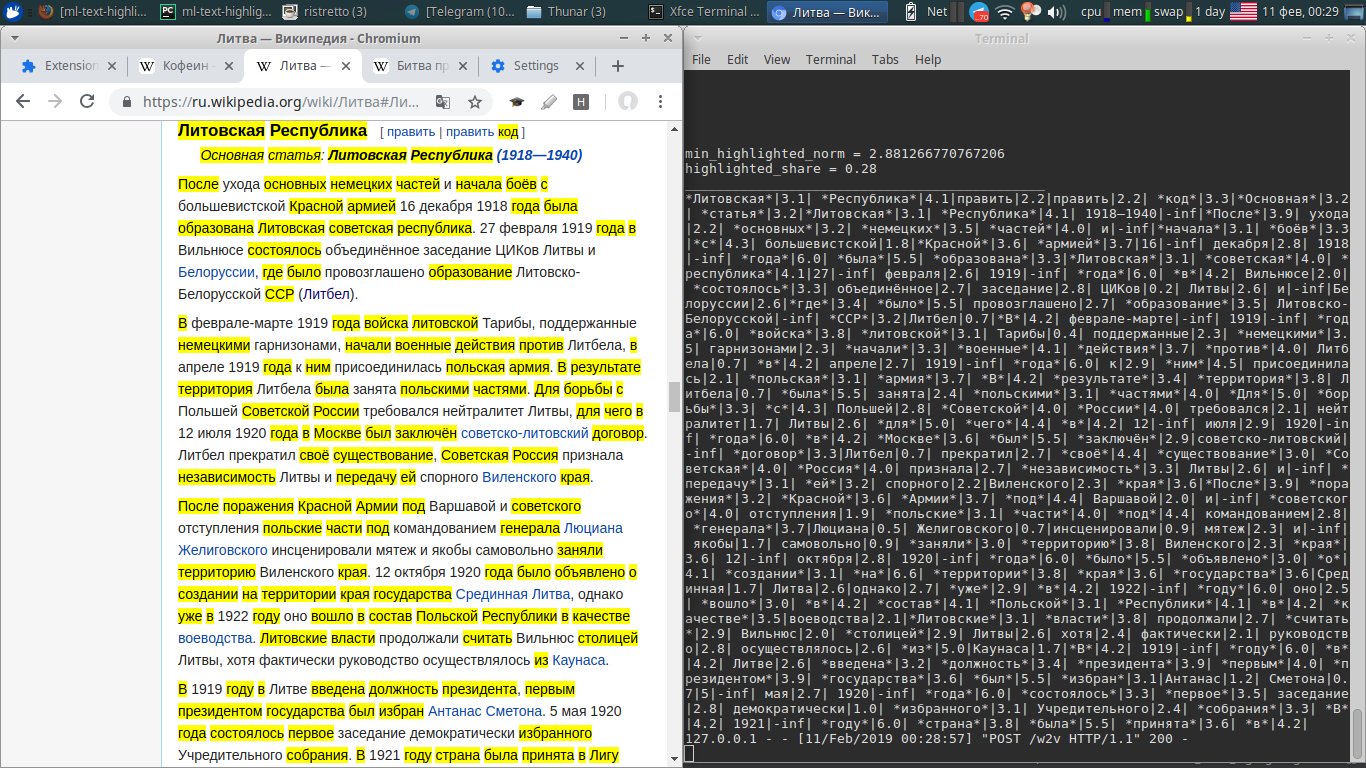 [ml-text-highli...
ml-text-highlig...
ristretto (3)
[Telegram (10...
Thunar (3)
Xfce Terminal ...
Литва — Вик...
Net
70
cpu
mem
swap
1 day
11 фев, 00:29
Литва — Википедия - Chromium
Extension
Кофеин -
Литва —
Битва пр
Settings
https://ru.wikipedia.org/wiki/Литва#Ли...
H
Литовская Республика [ править | править код ]
Основная статья: Литовская Республика (1918—1940)
После ухода основных немецких частей и начала боёв с
большевистской Красной армией 16 декабря 1918 года была
образована Литовская советская республика. 27 февраля 1919 года в
Вильнюсе состоялось объединённое заседание ЦИКов Литвы и
Белоруссии, где было провозглашено образование Литовско-
Белорусской ССР (Литбел).
В феврале-марте 1919 года войска литовской Тарибы, поддержанные
немецкими гарнизонами, начали военные действия против Литбела, в
апреле 1919 года к ним присоединилась польская армия. В результате
территория Литбела была занята польскими частями. Для борьбы с
Польшей Советской России требовался нейтралитет Литвы, для чего в
12 июля 1920 года в Москве был заключён советско-литовский договор.
Литбел прекратил своё существование, Советская Россия признала
независимость Литвы и передачу ей спорного Виленского края.
После поражения Красной Армии под Варшавой и советского
отступления польские части под командованием генерала Люциана
Желиговского инсценировали мятеж и якобы самовольно заняли
территорию Виленского края. 12 октября 1920 года было объявлено о
создании на территории края государства Срединная Литва, однако
уже в 1922 году оно вошло в состав Польской Республики в качестве
воеводства. Литовские власти продолжали считать Вильнюс столицей
Литвы, хотя фактически руководство осуществлялось из Каунаса.
В 1919 году в Литве введена должность президента, первым
президентом государства был избран Антанас Сметона. 5 мая 1920
года состоялось первое заседание демократически избранного
Учредительного собрания. В 1921 году страна была принята в Лигу
Terminal
File Edit View Terminal Tabs Help
min_highlighted_norm = 2.881266770767206
highlighted_share = 0.28
*Литовская*|3.1| *Республика*|4.1|править|2.2|править|2.2| *код*|3.3|*Основная*|3.2
| *статья*|3.2|*Литовская*|3.1| *Республика*|4.1| 1918—1940|-inf|*После*|3.9| ухода
|2.2| *основных*|3.2| *немецких*|3.5| *частей*|4.0| и|-inf|*начала*|3.1| *боёв*|3.3
| *с*|4.3| большевистской|1.8|*Красной*|3.6| *армией*|3.7|16|-inf| декабря|2.8| 1918
|-inf| *года*|6.0| *была*|5.5| *образована*|3.3|*Литовская*|3.1| *советская*|4.0| *
республика*|4.1|27|-inf| февраля|2.6| 1919|-inf| *года*|6.0| *в*|4.2| Вильнюсе|2.0|
*состоялось*|3.3| объединённое|2.7| заседание|2.8| ЦИКов|0.2| Литвы|2.6| и|-inf|Бе
лоруссии|2.6|*где*|3.4| *было*|5.5| провозглашено|2.7| *образование*|3.5| Литовско-
Белорусской|-inf| *ССР*|3.2|Литбел|0.7|*В*|4.2| феврале-марте|-inf| 1919|-inf| *год
а*|6.0| *войска*|3.8| *литовской*|3.1| Тарибы|0.4| поддержанные|2.3| *немецкими*|3.
5| гарнизонами|2.3| *начали*|3.3| *военные*|4.1| *действия*|3.7| *против*|4.0| Литб
ела|0.7| *в*|4.2| апреле|2.7| 1919|-inf| *года*|6.0| к|2.9| *ним*|4.5| присоединила
сь|2.1| *польская*|3.1| *армия*|3.7| *В*|4.2| *результате*|3.4| *территория*|3.8| Л
итбела|0.7| *была*|5.5| занята|2.4| *польскими*|3.1| *частями*|4.0| *Для*|5.0| *бор
ьбы*|3.3| *с*|4.3| Польшей|2.8| *Советской*|4.0| *России*|4.0| требовался|2.1| нейт
ралитет|1.7| Литвы|2.6| *для*|5.0| *чего*|4.4| *в*|4.2| 12|-inf| июля|2.9| 1920|-in
f| *года*|6.0| *в*|4.2| *Москве*|3.6| *был*|5.5| *заключён*|2.9|советско-литовский|
-inf| *договор*|3.3|Литбел|0.7| прекратил|2.7| *своё*|4.4| *существование*|3.0| *Со
ветская*|4.0| *Россия*|4.0| признала|2.7| *независимость*|3.3| Литвы|2.6| и|-inf| *
передачу*|3.1| *ей*|3.2| спорного|2.2|Виленского|2.3| *края*|3.6|*После*|3.9| *пора
жения*|3.2| *Красной*|3.6| *Армии*|3.7| *под*|4.4| Варшавой|2.0| и|-inf| *советског
о*|4.0| отступления|1.9| *польские*|3.1| *части*|4.0| *под*|4.4| командованием|2.8|
*генерала*|3.7|Люциана|0.5| Желиговского|0.7|инсценировали|0.9| мятеж|2.3| и|-inf|
якобы|1.7| самовольно|0.9| *заняли*|3.0| *территорию*|3.8| Виленского|2.3| *края*|
3.6| 12|-inf| октября|2.8| 1920|-inf| *года*|6.0| *было*|5.5| *объявлено*|3.0| *о*|
4.1| *создании*|3.1| *на*|6.6| *территории*|3.8| *края*|3.6| *государства*|3.6|Сред
инная|1.7| Литва|2.6|однако|2.7| *уже*|2.9| *в*|4.2| 1922|-inf| *году*|6.0| оно|2.5
| *вошло*|3.0| *в*|4.2| *состав*|4.1| *Польской*|3.1| *Республики*|4.1| *в*|4.2| *к
ачестве*|3.5|воеводства|2.1|*Литовские*|3.1| *власти*|3.8| продолжали|2.7| *считать
*|2.9| Вильнюс|2.0| *столицей*|2.9| Литвы|2.6| хотя|2.4| фактически|2.1| руководств
о|2.8| осуществлялось|2.6| *из*|5.0|Каунаса|1.7|*В*|4.2| 1919|-inf| *году*|6.0| *в*
|4.2| Литве|2.6| *введена*|3.2| *должность*|3.4| *президента*|3.9| *первым*|4.0| *п
резидентом*|3.9| *государства*|3.6| *был*|5.5| *избран*|3.1|Антанас|1.2| Сметона|0.
7|5|-inf| мая|2.7| 1920|-inf| *года*|6.0| *состоялось*|3.3| *первое*|3.5| заседание
|2.8| демократически|1.0| *избранного*|3.1| Учредительного|2.4| *собрания*|3.3| *В*
|4.2| 1921|-inf| *году*|6.0| *страна*|3.8| *была*|5.5| *принята*|3.6| *в*|4.2|
127.0.0.1 - - [11/Feb/2019 00:28:57] "POST /w2v HTTP/1.1" 200 -